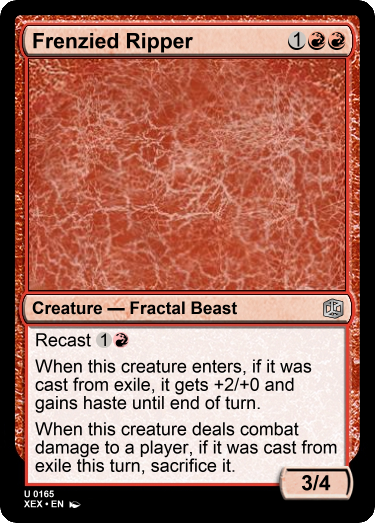 Frenzied Ripper 1
Creature — Fractal Beast
Recast 1
When this creature enters, if it was
cast from exile, it gets +2/+0 and
gains haste until end of turn.
When this creature deals combat
damage to a player, if it was cast from
exile this turn, sacrifice it.
3/4
U 0165
XEX • EN